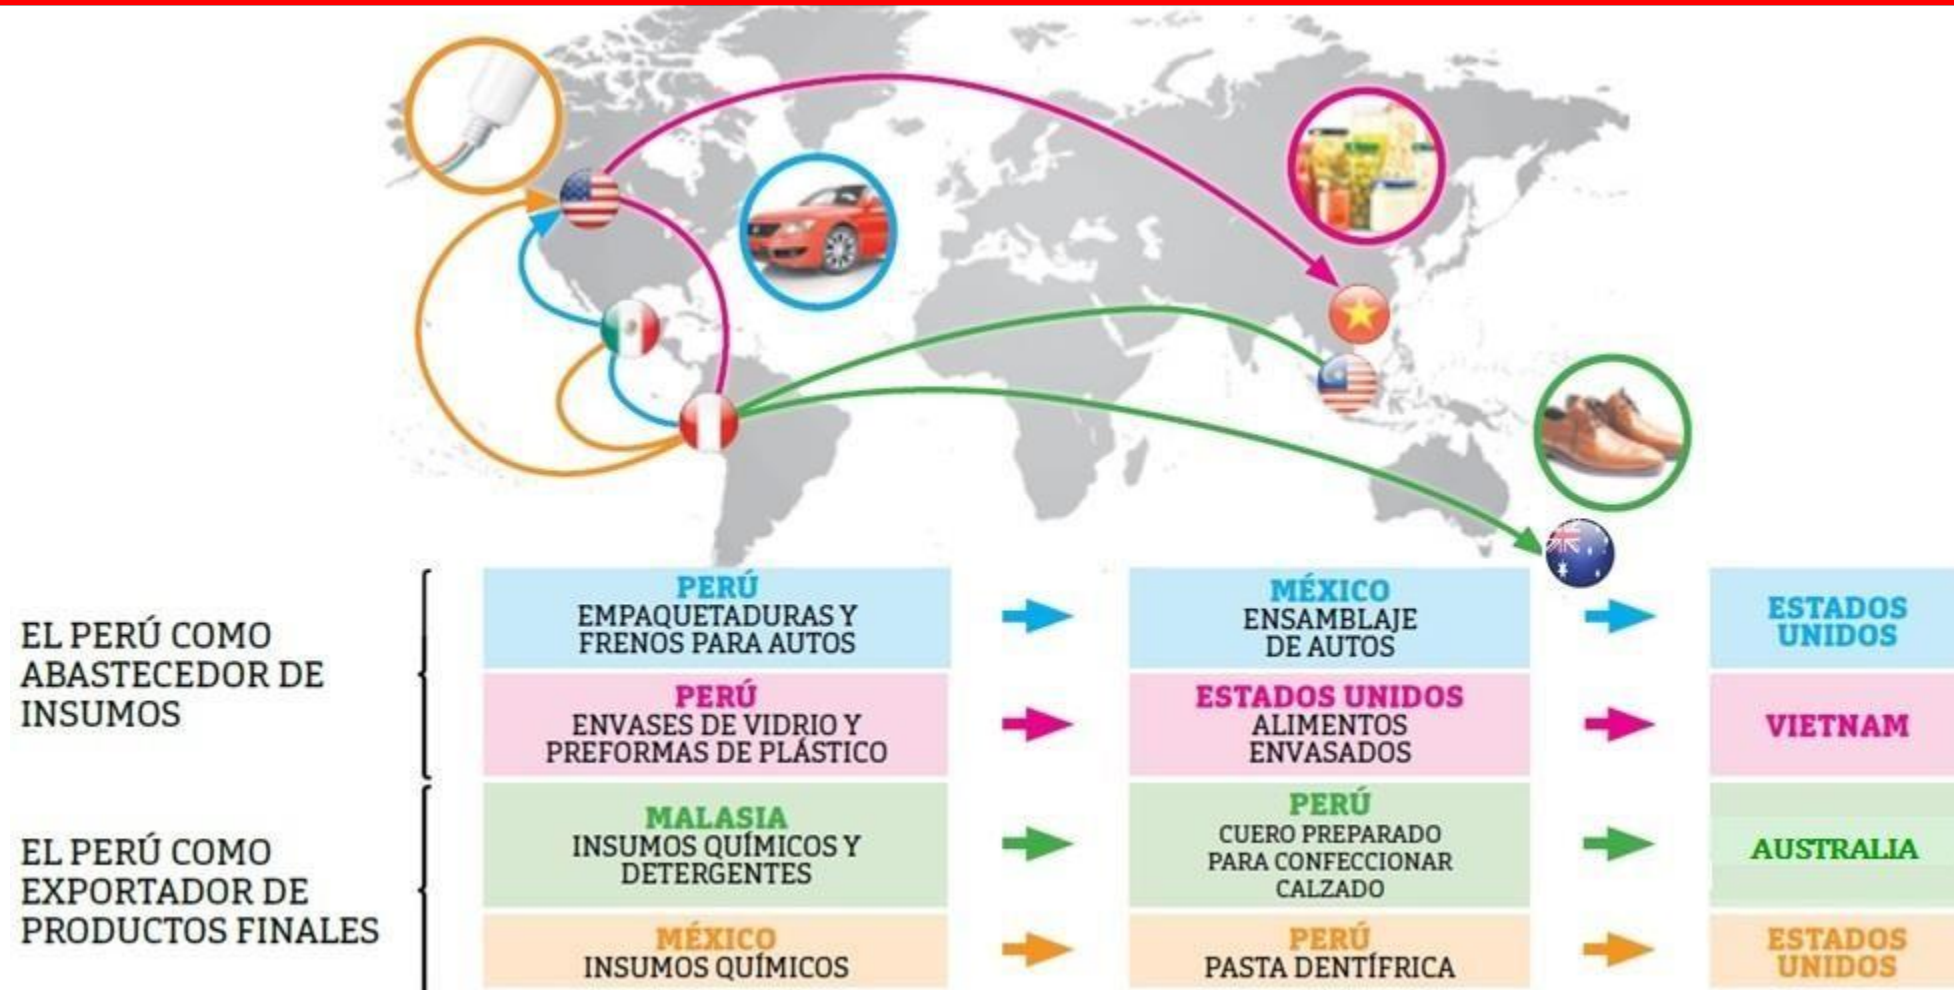 EL PERÚ COMO
ABASTECEDOR DE
INSUMOS
PERÚ
EMPAQUETADURAS Y
FRENOS PARA AUTOS
MÉXICO
ENSAMBLAJE
DE AUTOS
ESTADOS
UNIDOS
PERÚ
ENVASES DE VIDRIO Y
PREFORMAS DE PLÁSTICO
ESTADOS UNIDOS
ALIMENTOS
ENVASADOS
VIETNAM
EL PERÚ COMO
EXPORTADOR DE
PRODUCTOS FINALES
MALASIA
INSUMOS QUÍMICOS Y
DETERGENTES
PERÚ
CUERO PREPARADO
PARA CONFECCIONAR
CALZADO
AUSTRALIA
MÉXICO
INSUMOS QUÍMICOS
PERÚ
PASTA DENTÍFRICA
ESTADOS
UNIDOS